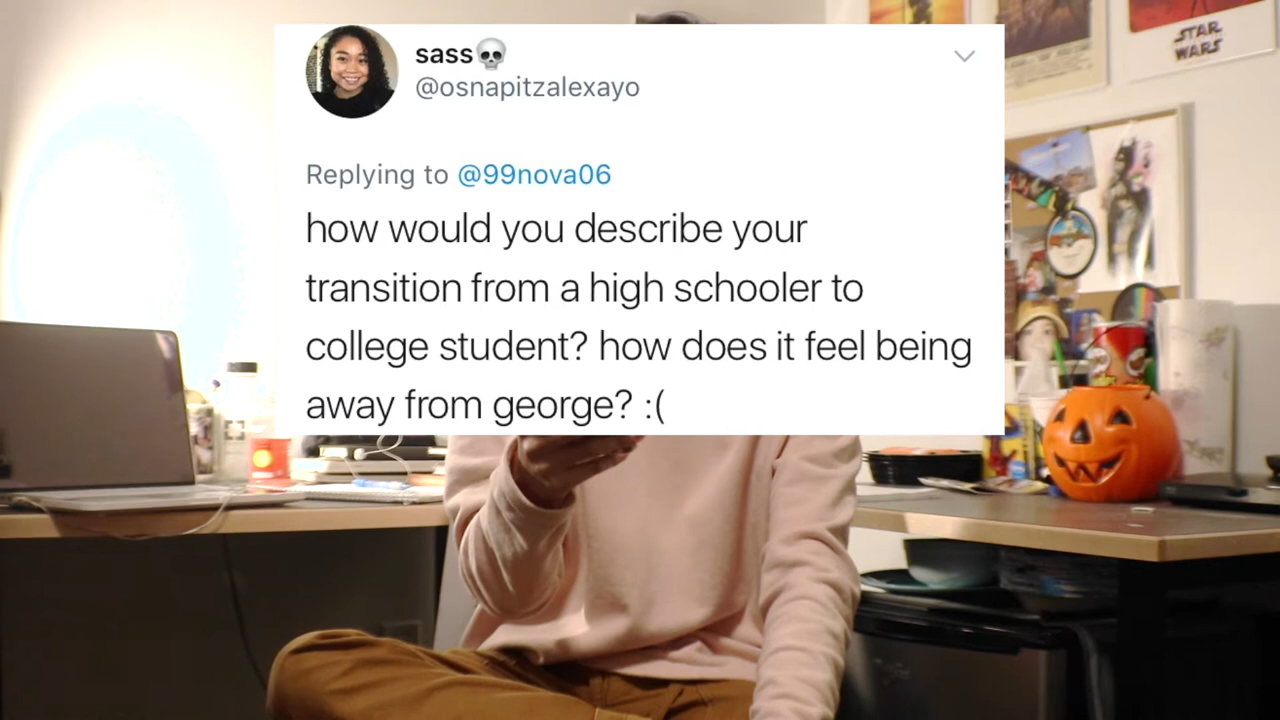 STAR
WARS
sass💀
@osnapitzalexayo
Replying to @99nova06
how would you describe your
transition from a high schooler to
college student? how does it feel being
away from george? :(